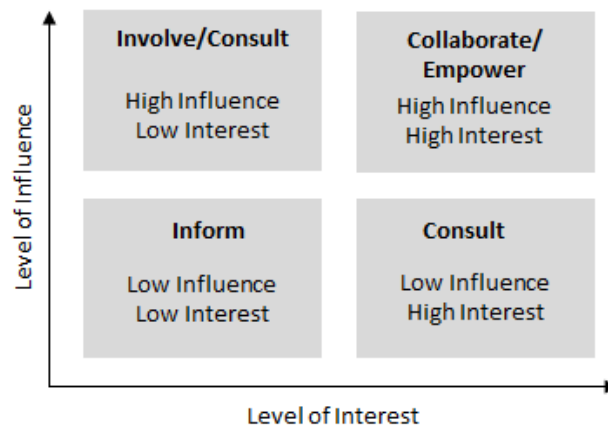 Involve/Consult
High Influence
Low Interest
Collaborate/
Empower
High Influence
High Interest
Inform
Low Influence
Low Interest
Consult
Low Influence
High Interest
Level of Influence
Level of Interest